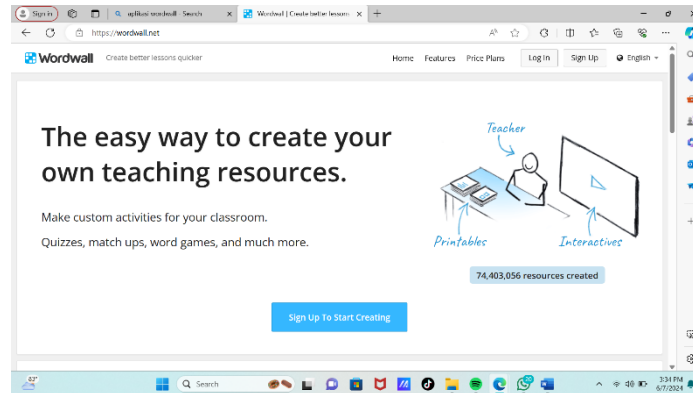 Sign in
aplikasi wordwall - Search
Wordwall | Create better lessons
https://wordwall.net
Wordwall
Create better lessons quicker
Home Features Price Plans Log In Sign Up English
The easy way to create your
own teaching resources.
Make custom activities for your classroom.
Quizzes, match ups, word games, and much more.
Teacher
Printables
Interactives
74,403,056 resources created
Sign Up To Start Creating
82°
Search
3:34 PM
6/7/2024